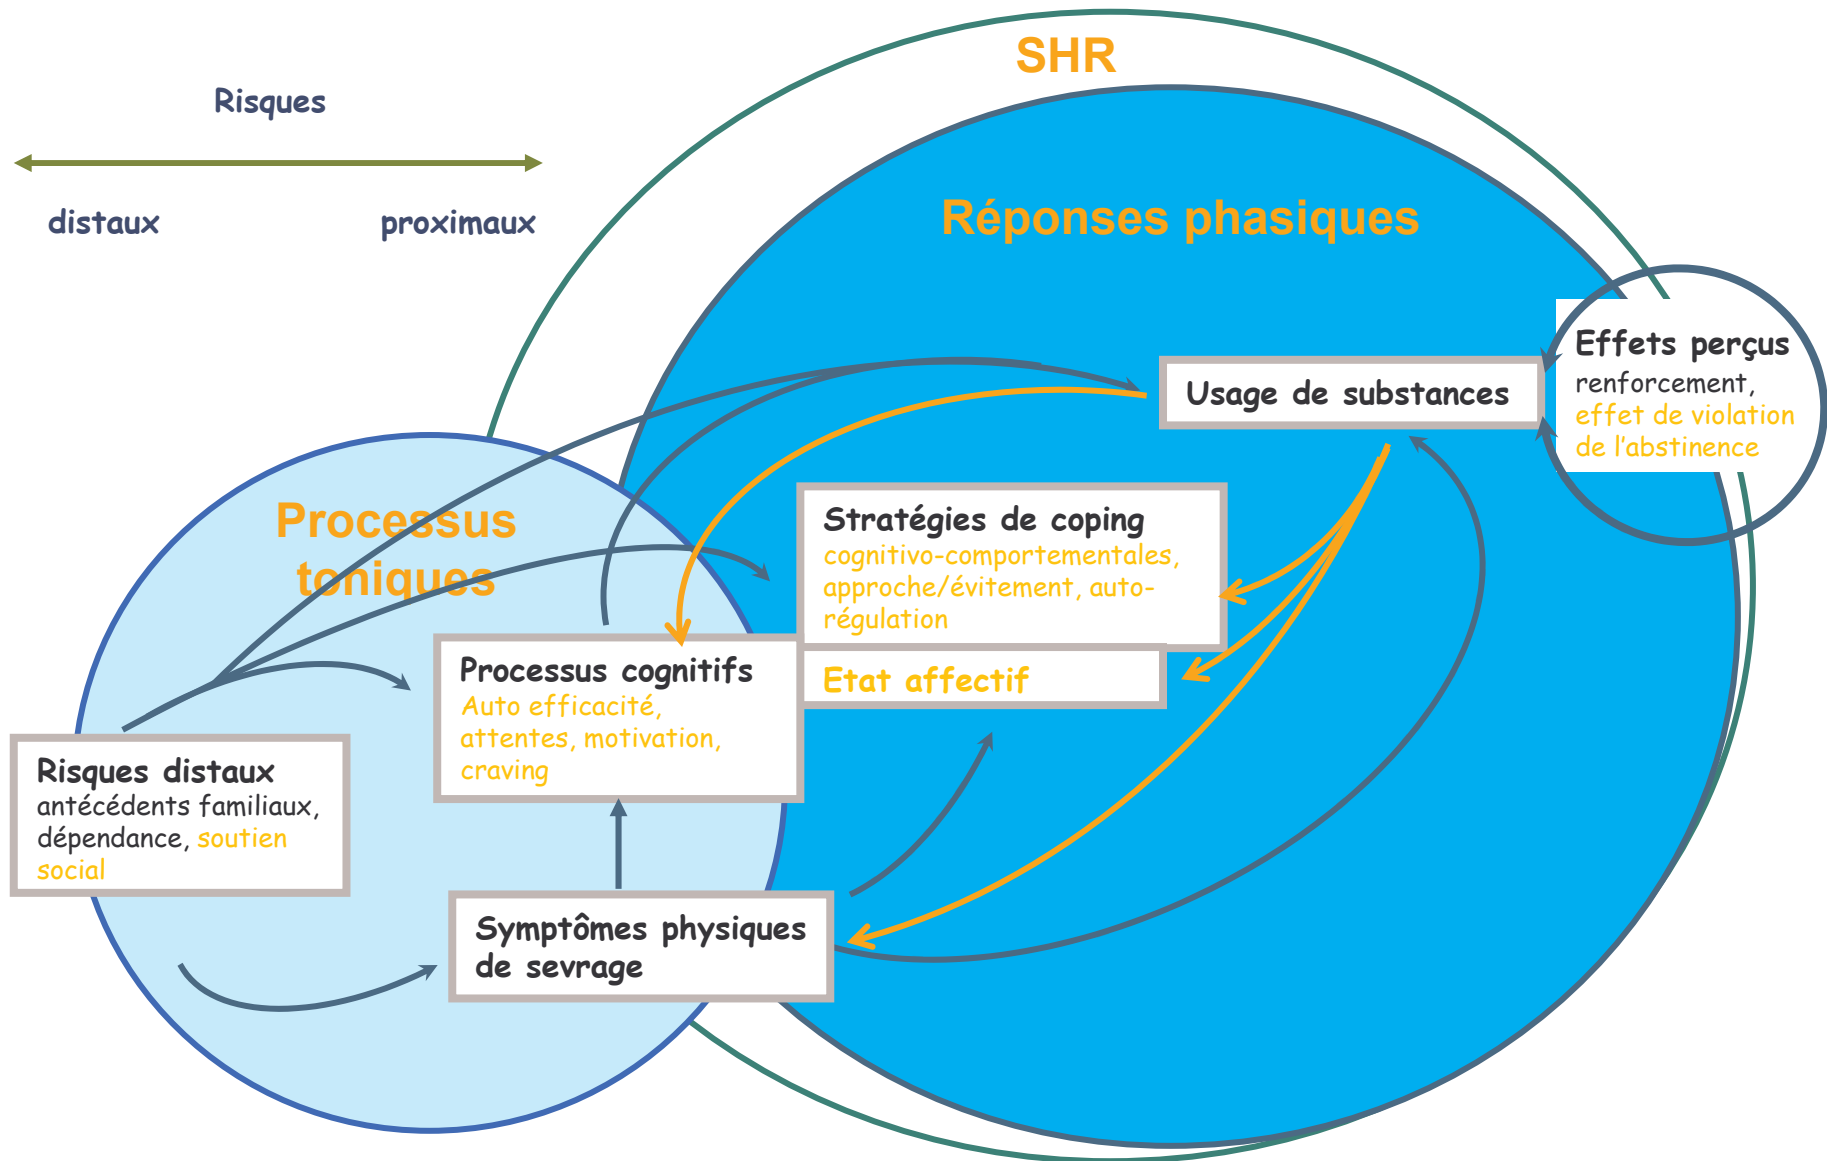 SHR
Risques
distaux
proximaux
Réponses phasiques
Effets perçus
renforcement,
effet de violation
de l'abstinence
Usage de substances
Processus
toniques
Stratégies de coping
cognitivo-comportementales,
approche/évitement, auto-
régulation
Etat affectif
Processus cognitifs
Auto efficacité,
attentes, motivation,
craving
Risques distaux
antécédents familiaux,
dépendance, soutien
social
Symptômes physiques
de sevrage